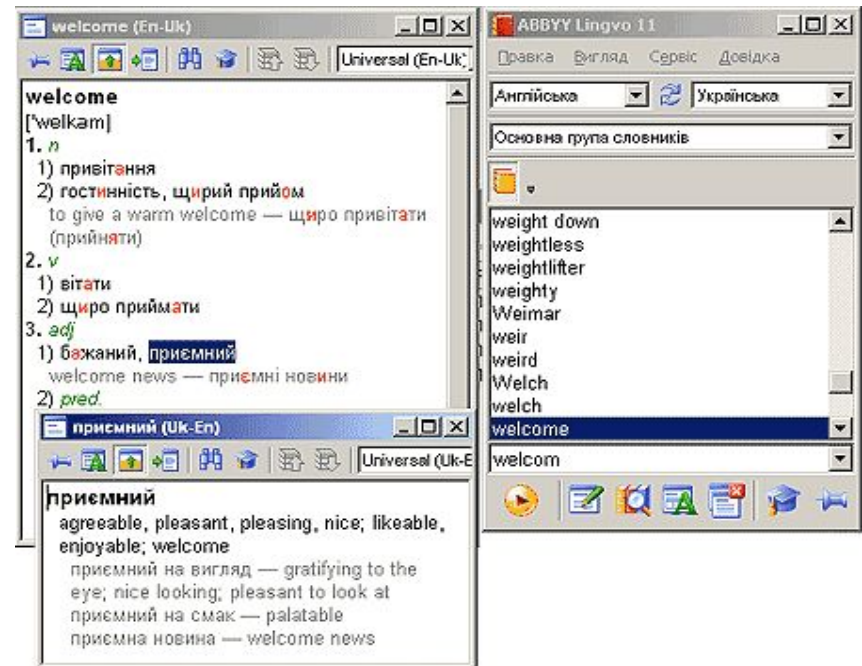 welcome (En-Uk)
Universal (En-Uk)
welcome
['welkəm]
1. n
1) привітання
2) гостинність, щирий прийом
to give a warm welcome — щиро привітати
(прийняти)
2. v
1) вітати
2) щиро приймати
3. adj
1) бажаний, приємний
welcome news — приємні новини
2) pred.
приємний (Uk-En)
Universal (Uk-E
приємний
agreeable, pleasant, pleasing, nice; likeable,
enjoyable; welcome
приємний на вигляд — gratifying to the
eye; nice looking; pleasant to look at
приємний на смак — palatable
приємна новина — welcome news
ABBYY Lingvo 11
Правка Вигляд Сервіс Довідка
Англійська Українська
Основна група словників
weight down
weightless
weightlifter
weighty
Weimar
weir
weird
Welch
welch
welcome
welcom